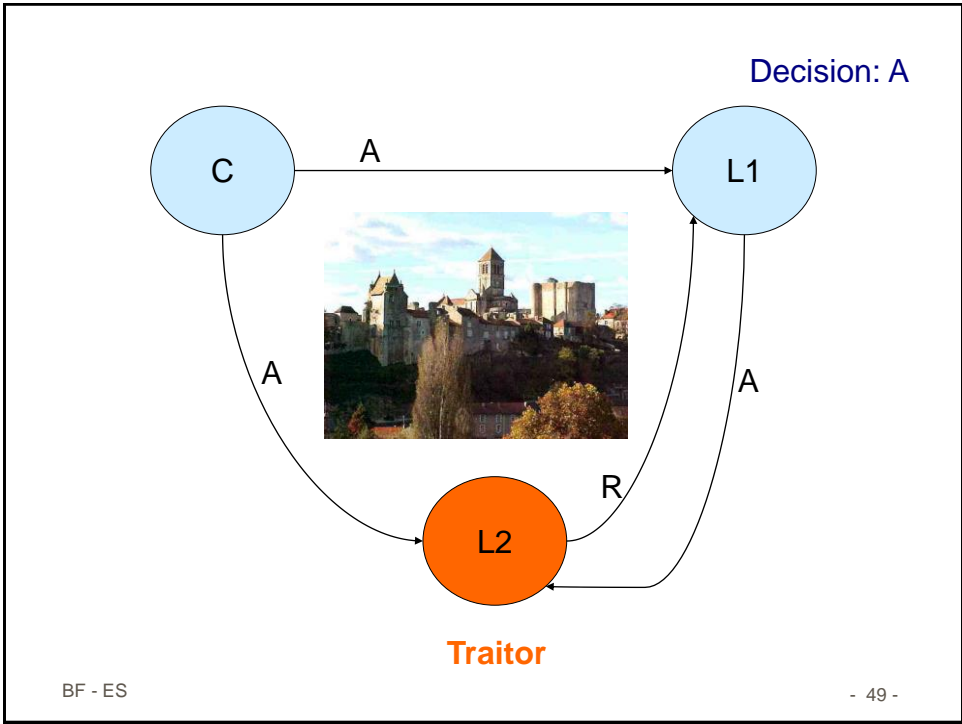 Decision: A
C
A
L1
A
A
R
L2
Traitor
BF - ES
- 49 -